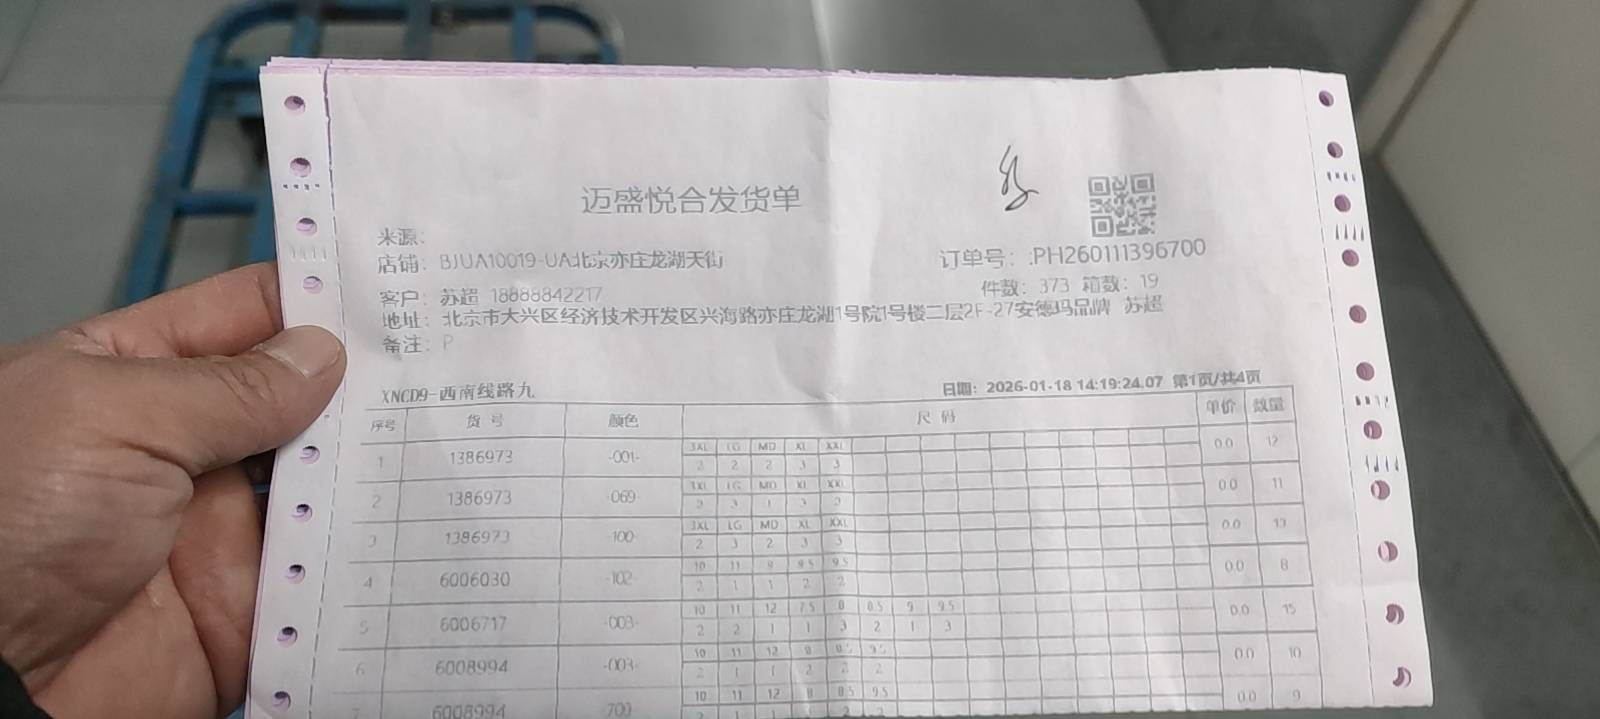 迈盛悦合发货单
来源:
店铺: BJUA10019-UA北京亦庄龙湖天街
订单号: :PH260111396700
客户: 苏超 18888842217
件数: 373 箱数: 19
地址: 北京市大兴区经济技术开发区兴海路亦庄龙湖1号院1号楼二层2F-27安德玛品牌 苏超
备注: P
XNCD9-西南线路九
日期: 2026-01-18 14:19:24.07 第1页/共4页
序号 货号 颜色 尺码 单价 数量
3XL LG MD XL XXL
1 1386973 -001- 2 2 2 3 3 0.0 12
3XL LG MD XL XXL
2 1386973 -069- 2 3 1 3 2 0.0 11
3XL LG MD XL XXL
3 1386973 -100- 2 3 2 3 3 0.0 13
10 11 9 8.5 9.5
4 6006030 -102- 2 1 1 2 2 0.0 8
10 11 12 7.5 8 8.5 9 9.5
5 6006717 -003- 2 2 1 1 3 2 1 3 0.0 15
10 11 12 8 8.5 9.5
6 6008994 -003- 2 1 1 2 2 2 0.0 10
10 11 12 8 8.5 9.5
7 6008994 -700- 2 1 1 2 2 0.0 9